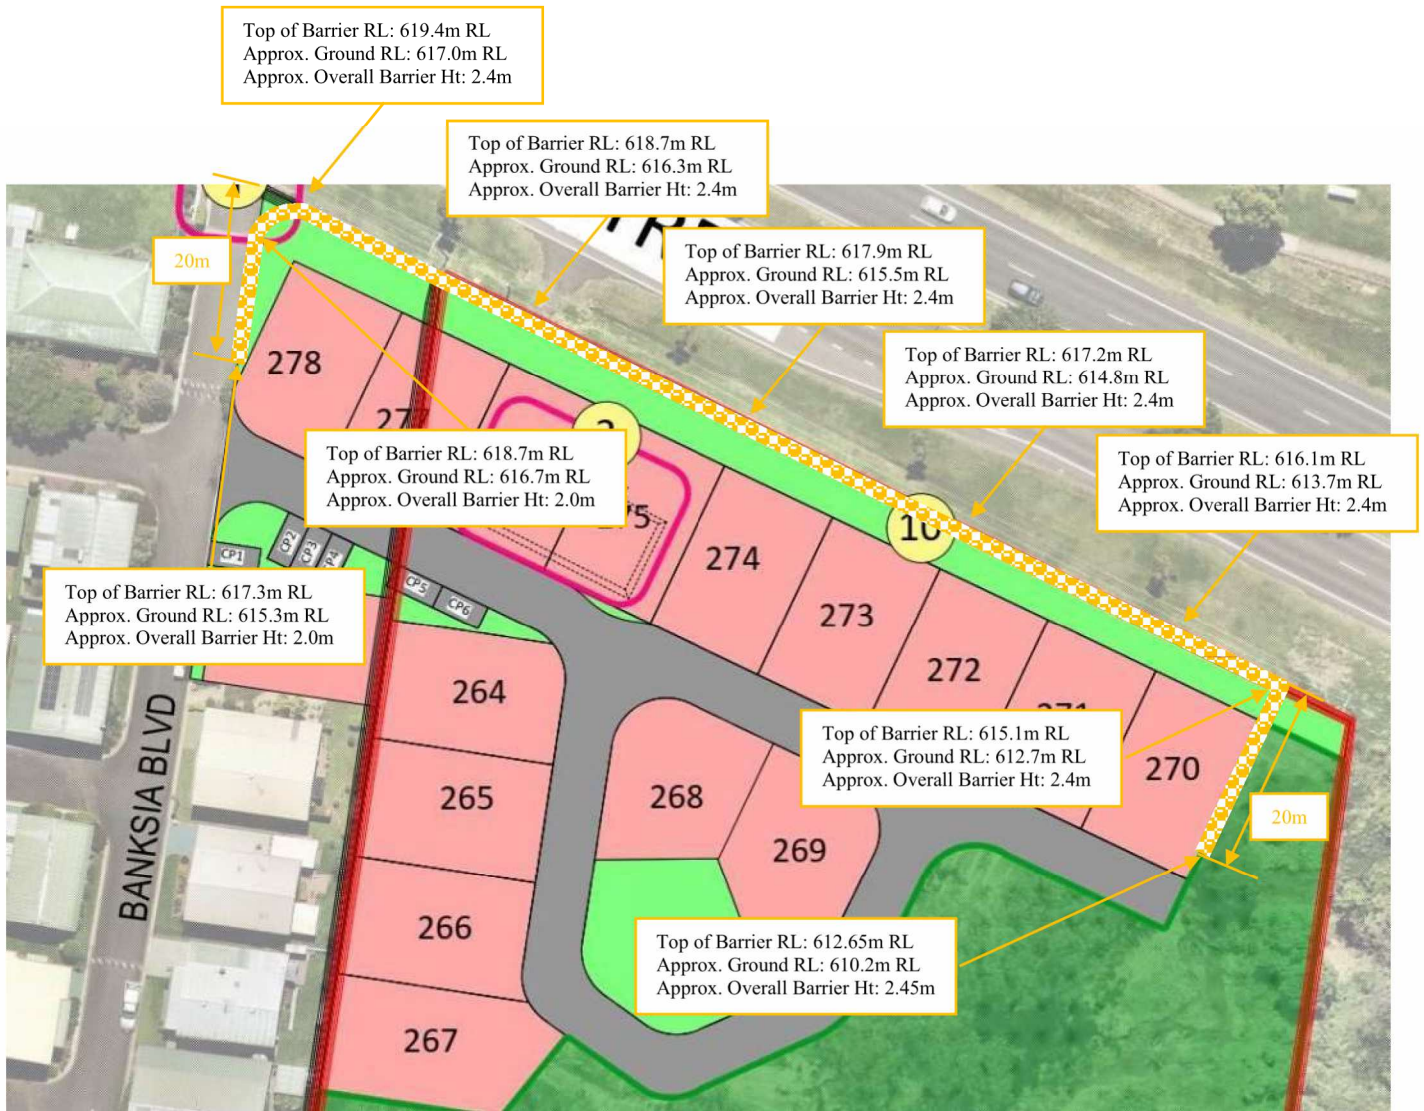 Top of Barrier RL: 619.4m RL
Approx. Ground RL: 617.0m RL
Approx. Overall Barrier Ht: 2.4m
Top of Barrier RL: 618.7m RL
Approx. Ground RL: 616.3m RL
Approx. Overall Barrier Ht: 2.4m
Top of Barrier RL: 617.9m RL
Approx. Ground RL: 615.5m RL
Approx. Overall Barrier Ht: 2.4m
20m
Top of Barrier RL: 617.2m RL
Approx. Ground RL: 614.8m RL
Approx. Overall Barrier Ht: 2.4m
278
277
Top of Barrier RL: 618.7m RL
Approx. Ground RL: 616.7m RL
Approx. Overall Barrier Ht: 2.0m
Top of Barrier RL: 616.1m RL
Approx. Ground RL: 613.7m RL
Approx. Overall Barrier Ht: 2.4m
10
274
CP1
CP2
CP3
CP5
CP6
Top of Barrier RL: 617.3m RL
Approx. Ground RL: 615.3m RL
Approx. Overall Barrier Ht: 2.0m
273
272
264
Top of Barrier RL: 615.1m RL
Approx. Ground RL: 612.7m RL
Approx. Overall Barrier Ht: 2.4m
270
BANKSIA BLVD
265
268
20m
269
266
Top of Barrier RL: 612.65m RL
Approx. Ground RL: 610.2m RL
Approx. Overall Barrier Ht: 2.45m
267